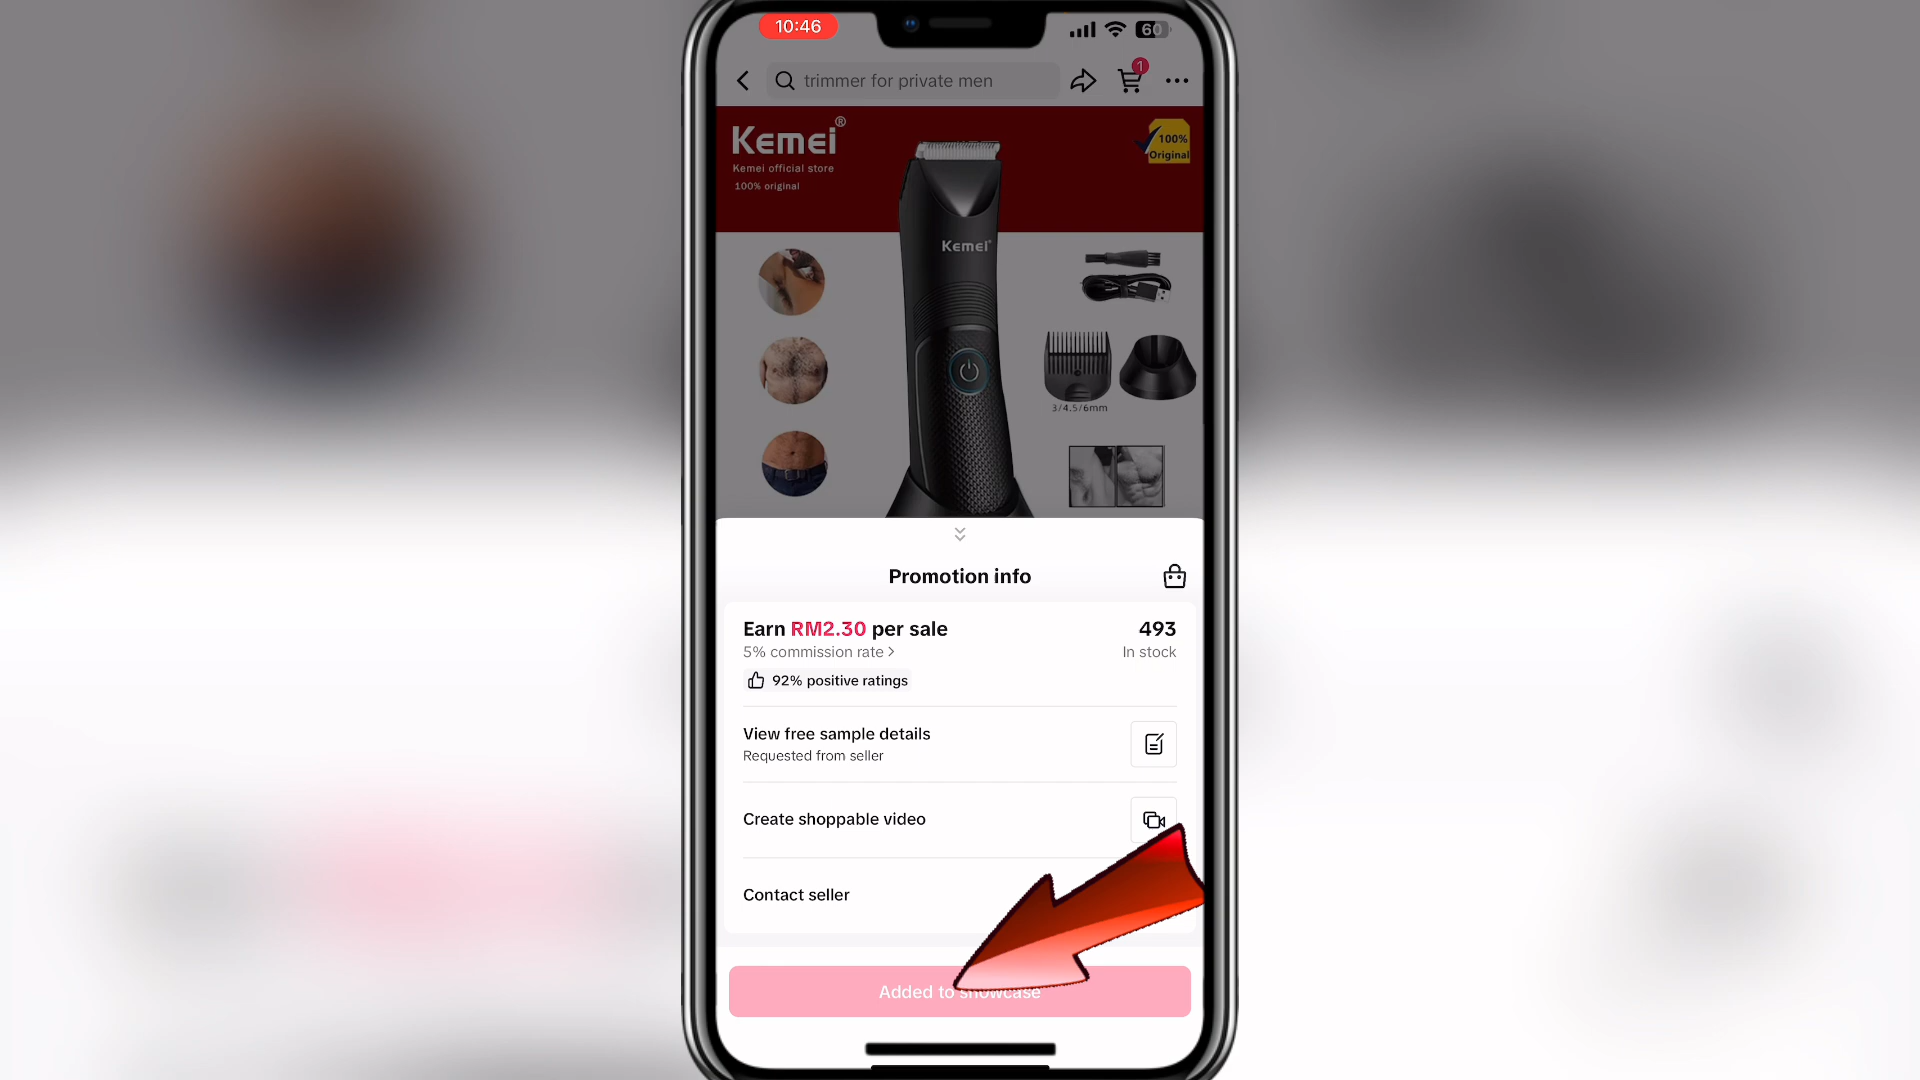 10:46
60
trimmer for private men
1
Kemei®
Kemei official store
100% original
100%
Original
Kemei
3/4.5/6mm
Promotion info
Earn RM2.30 per sale
493
5% commission rate >
In stock
92% positive ratings
View free sample details
Requested from seller
Create shoppable video
Contact seller
Added to showcase